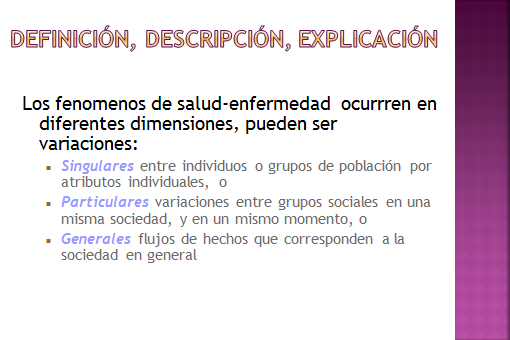 DEFINICIÓN, DESCRIPCIÓN, EXPLICACIÓN
Los fenomenos de salud-enfermedad ocurrren en
diferentes dimensiones, pueden ser
variaciones:
Singulares entre individuos o grupos de población por
atributos individuales, o
Particulares variaciones entre grupos sociales en una
misma sociedad, y en un mismo momento, o
Generales flujos de hechos que corresponden a la
sociedad en general